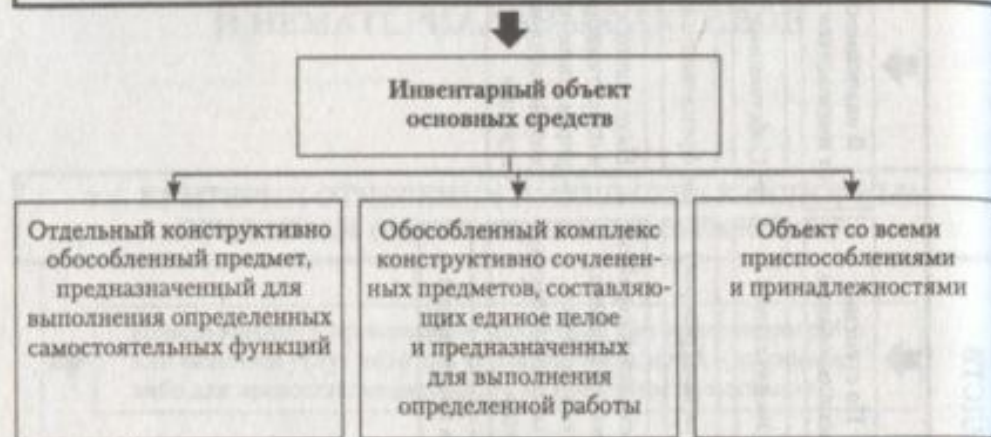 Инвентарный объект
основных средств
Отдельный конструктивно
обособленный предмет,
предназначенный для
выполнения определенных
самостоятельных функций
Обособленный комплекс
конструктивно сочленен-
ных предметов, составляю-
щих единое целое
и предназначенных
для выполнения
определенной работы
Объект со всеми
приспособлениями
и принадлежностями